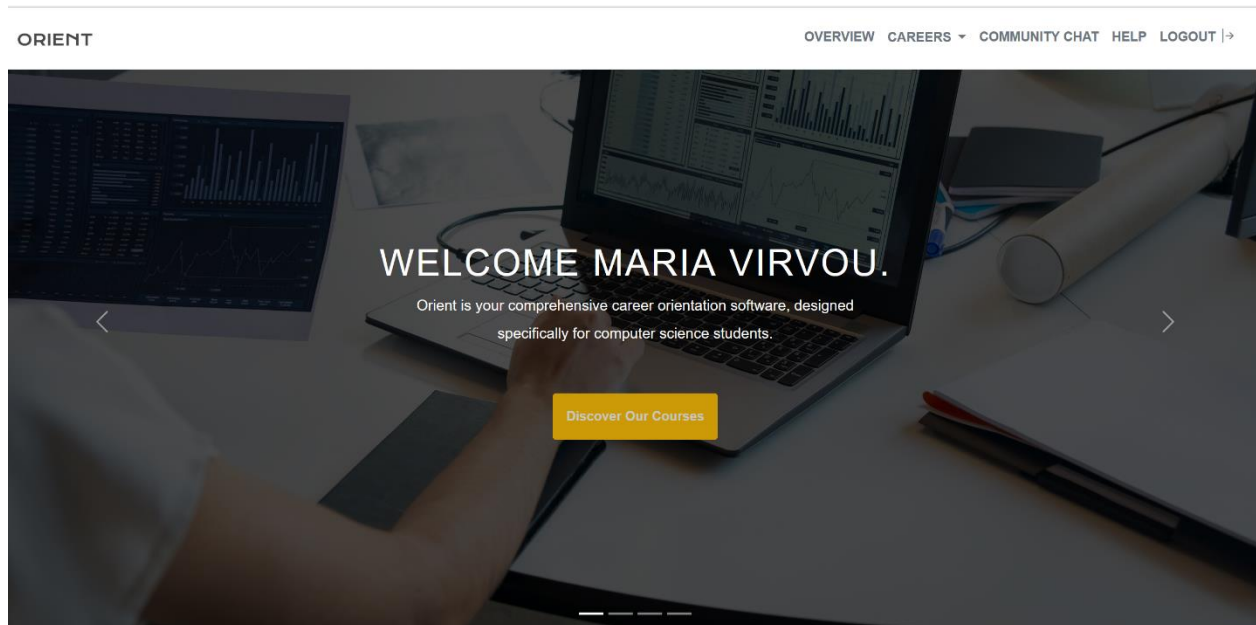 ORIENT
OVERVIEW CAREERS COMMUNITY CHAT HELP LOGOUT
WELCOME MARIA VIRVOU.
Orient is your comprehensive career orientation software, designed
specifically for computer science students.
Discover Our Courses